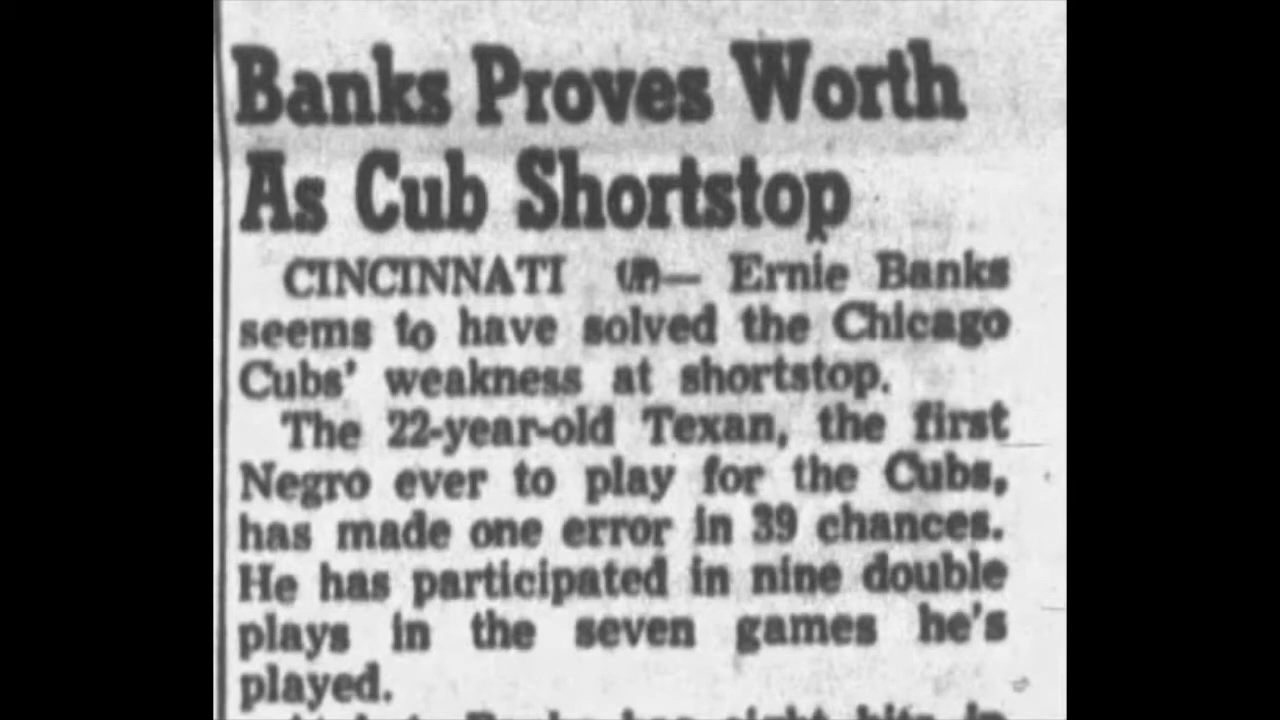 Banks Proves Worth
As Cub Shortstop
CINCINNATI (AP)— Ernie Banks
seems to have solved the Chicago
Cubs' weakness at shortstop.
The 22-year-old Texan, the first
Negro ever to play for the Cubs,
has made one error in 39 chances.
He has participated in nine double
plays in the seven games he's
played.